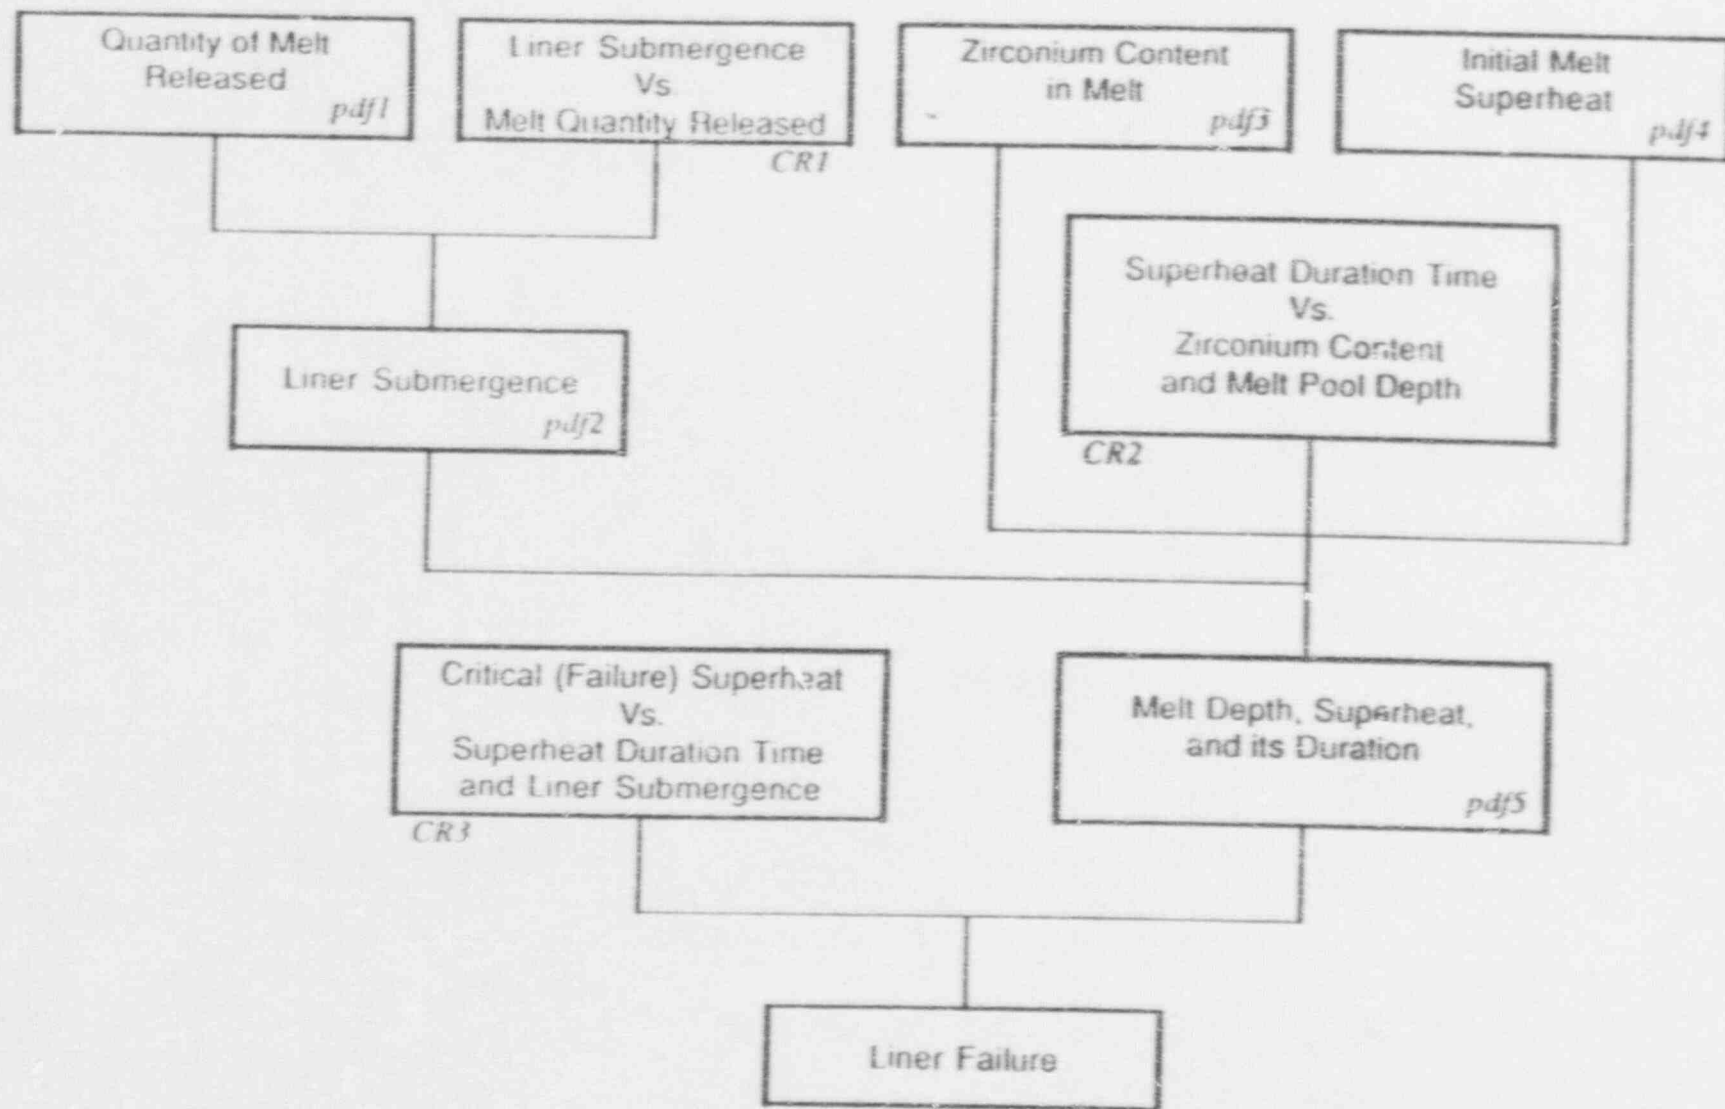 Quantity of Melt
Released
pdf1
Liner Submergence
Vs.
Melt Quantity Released
CR1
Zirconium Content
in Melt
pdf3
Initial Melt
Superheat
pdf4
Superheat Duration Time
Vs.
Zirconium Content
and Melt Pool Depth
CR2
Liner Submergence
pdf2
Critical (Failure) Superheat
Vs.
Superheat Duration Time
and Liner Submergence
CR3
Melt Depth, Superheat,
and its Duration
pdf5
Liner Failure